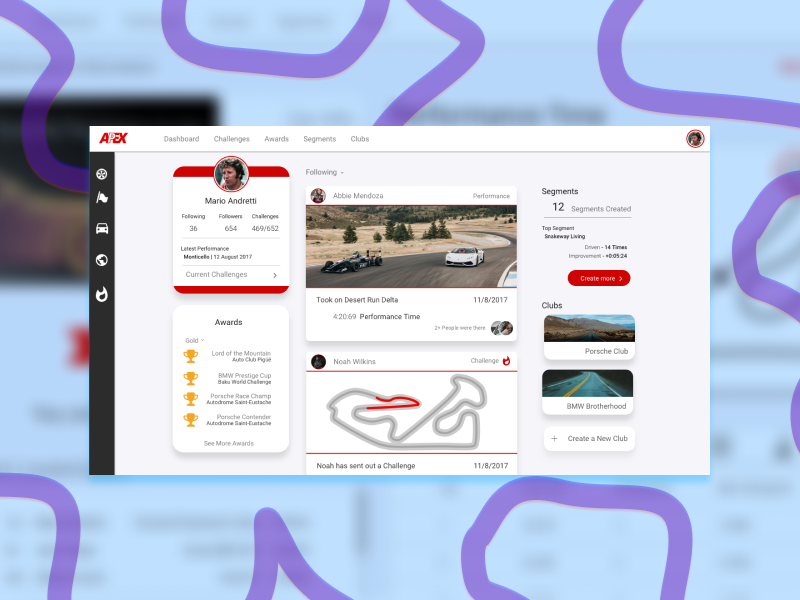 APEX
Dashboard
Challenges
Awards
Segments
Clubs
Mario Andretti
Following
Followers
Challenges
36
654
469/652
Latest Performance
Monticello | 12 August 2017
Current Challenges
Awards
Gold
Lord of the Mountain
Auto Club Pigüé
BMW Prestige Cup
Baku World Challenge
Porsche Race Champ
Autodrome Saint-Eustache
Porsche Contender
Autodrome Saint-Eustache
See More Awards
Following
Abbie Mendoza
Performance
Took on Desert Run Delta
11/8/2017
4:20:69 Performance Time
2+ People were there
Noah Wilkins
Challenge
Noah has sent out a Challenge
11/8/2017
Segments
12 Segments Created
Top Segment
Snakeway Living
Driven - 14 Times
Improvement - +0:05:24
Create more
Clubs
Porsche Club
BMW Brotherhood
+ Create a New Club
Performance Time